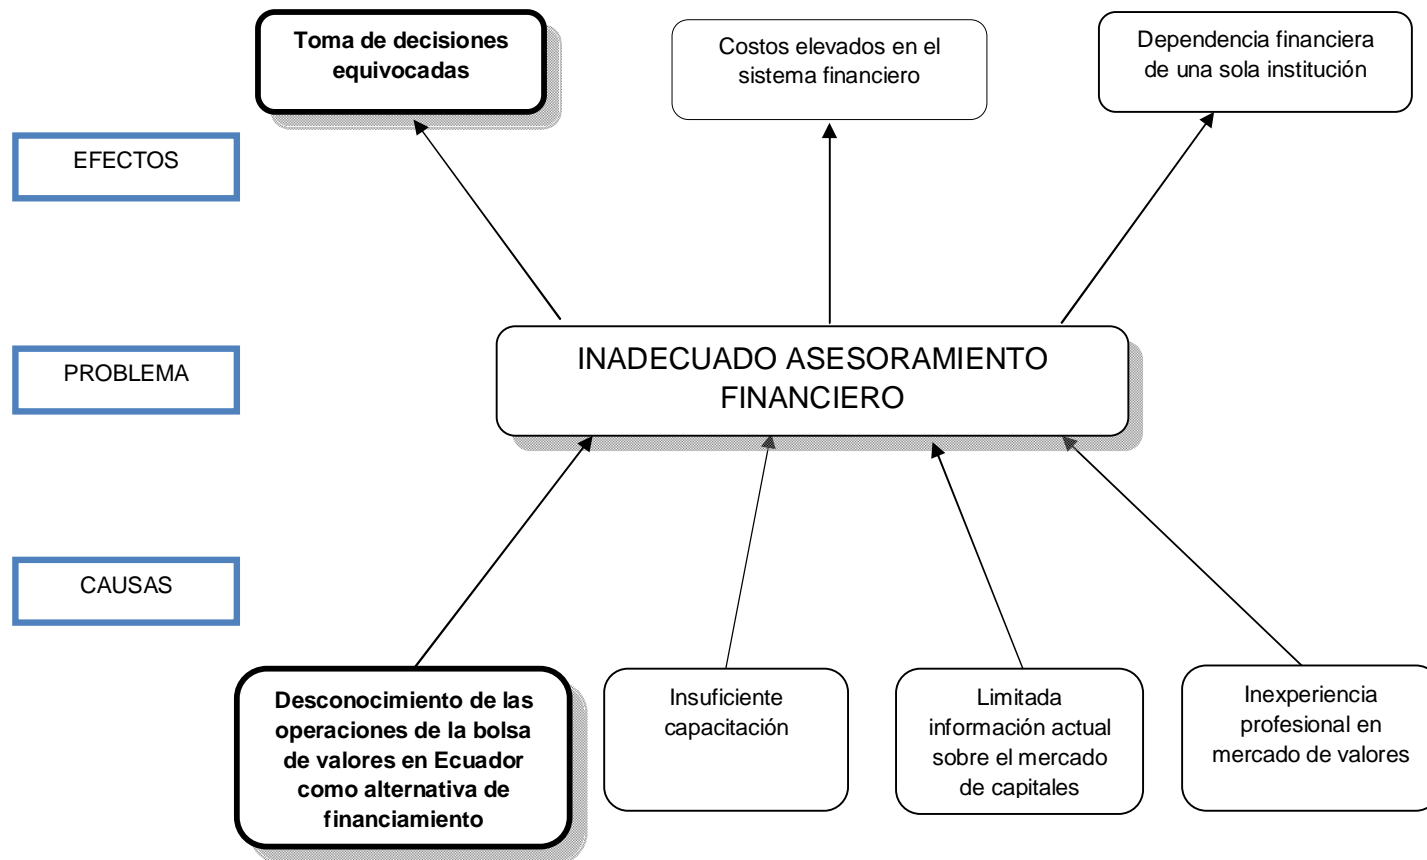 Toma de decisiones
equivocadas
Costos elevados en el
sistema financiero
Dependencia financiera
de una sola institución
EFECTOS
PROBLEMA
INADECUADO ASESORAMIENTO
FINANCIERO
CAUSAS
Desconocimiento de las
operaciones de la bolsa
de valores en Ecuador
como alternativa de
financiamiento
Insuficiente
capacitación
Limitada
información actual
sobre el mercado
de capitales
Inexperiencia
profesional en
mercado de valores